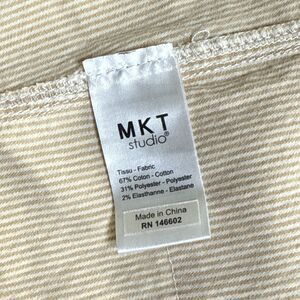 MKT
studio®
Tissu - Fabric
67% Coton - Cotton
31% Polyester - Polyester
2% Elasthanne - Elastane
Made in China
RN 146602